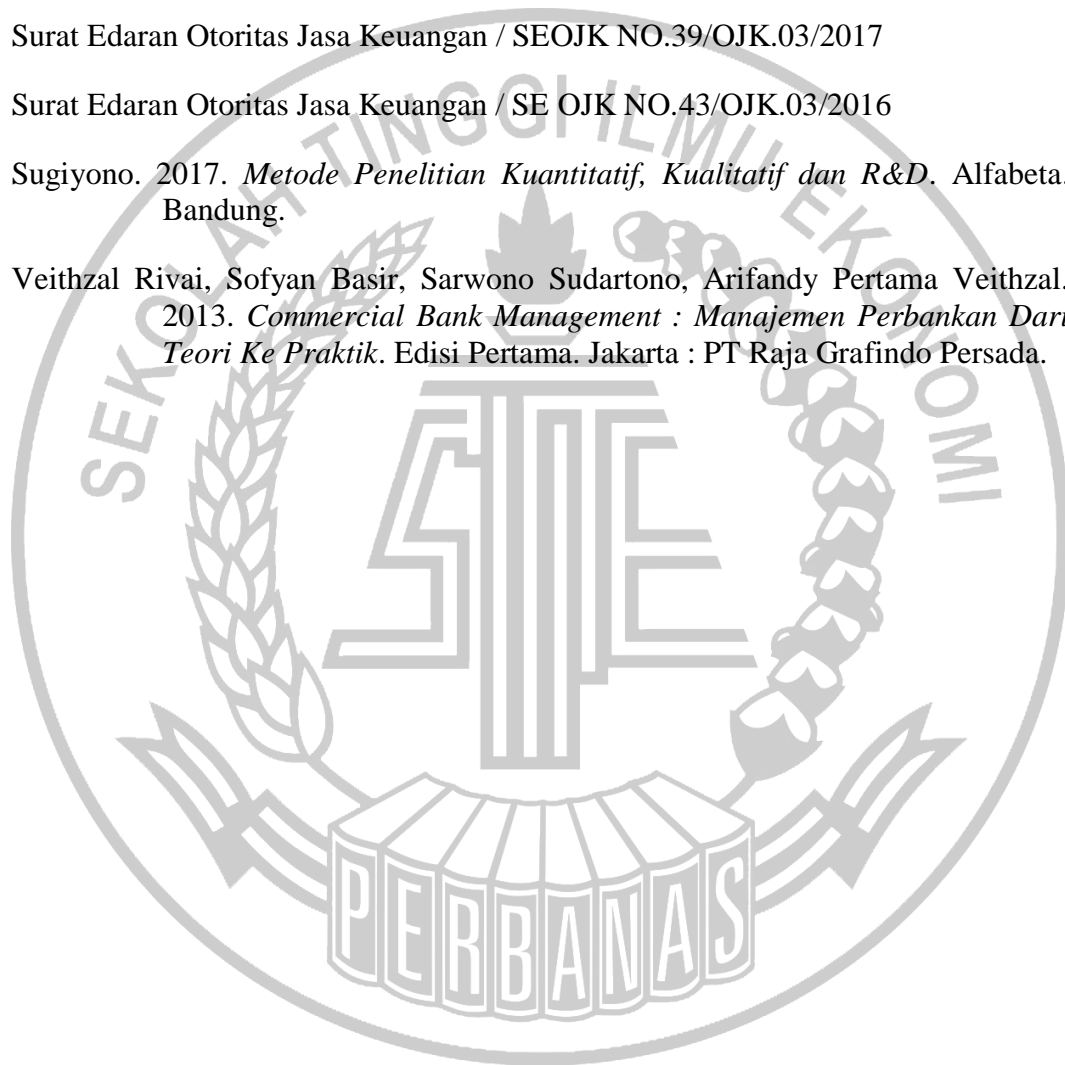 Surat Edaran Otoritas Jasa Keuangan / SEOJK NO.39/OJK.03/2017
Surat Edaran Otoritas Jasa Keuangan / SE OJK NO.43/OJK.03/2016
Sugiyono. 2017. Metode Penelitian Kuantitatif, Kualitatif dan R&D. Alfabeta.
Bandung.
Veithzal Rivai, Sofyan Basir, Sarwono Sudartono, Arifandy Pertama Veithzal.
2013. Commercial Bank Management : Manajemen Perbankan Dari
Teori Ke Praktik. Edisi Pertama. Jakarta : PT Raja Grafindo Persada.
SEKOLAH TINGGI ILMU EKONOMI
STIE
PERBANAS